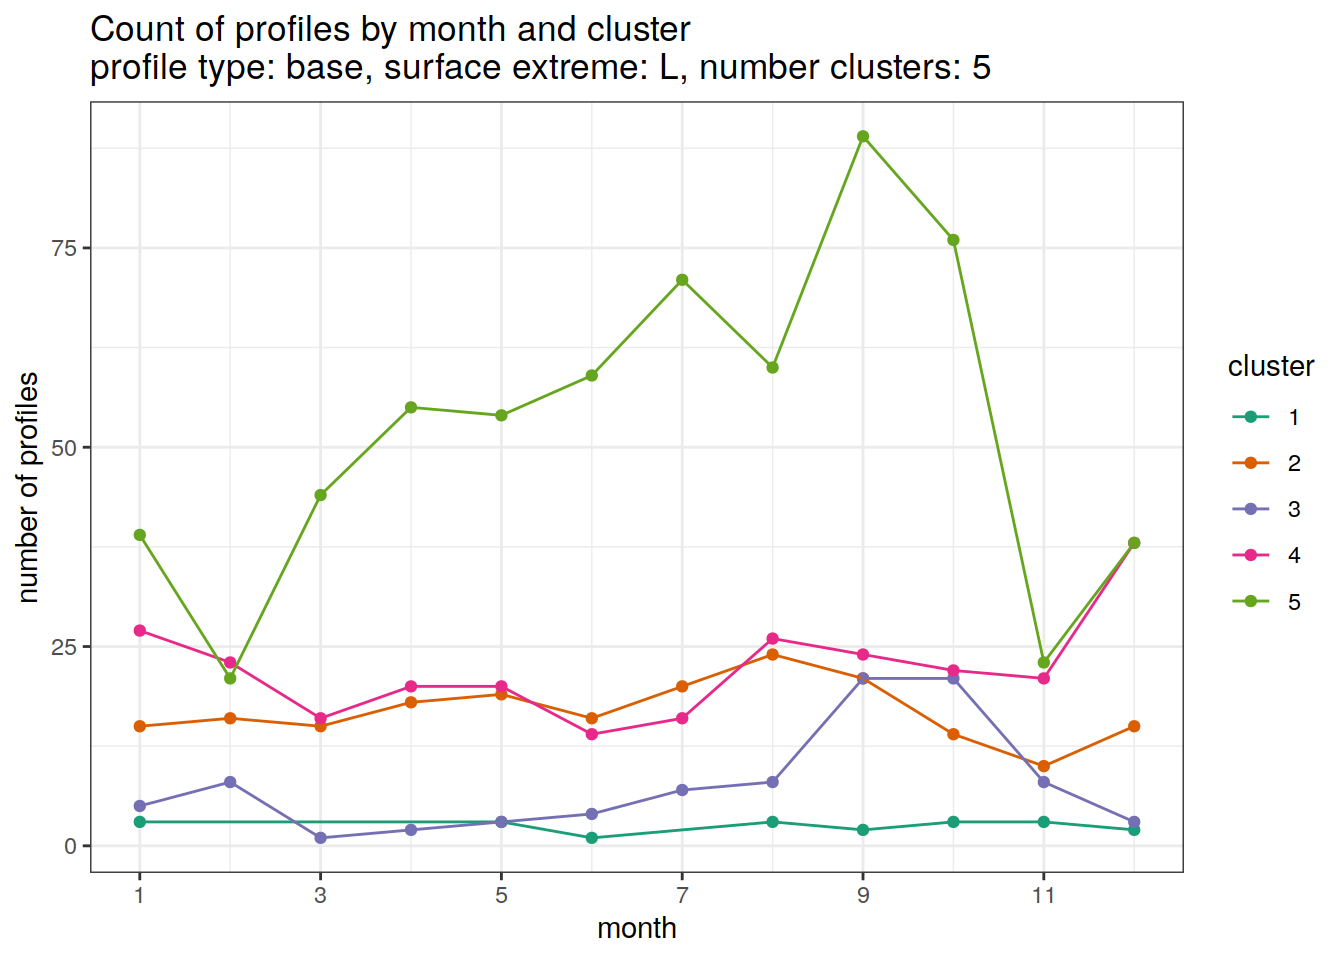 Count of profiles by month and cluster
profile type: base, surface extreme: L, number clusters: 5
75
50
25
0
number of profiles
1 3 5 7 9 11
month
cluster
1
2
3
4
5